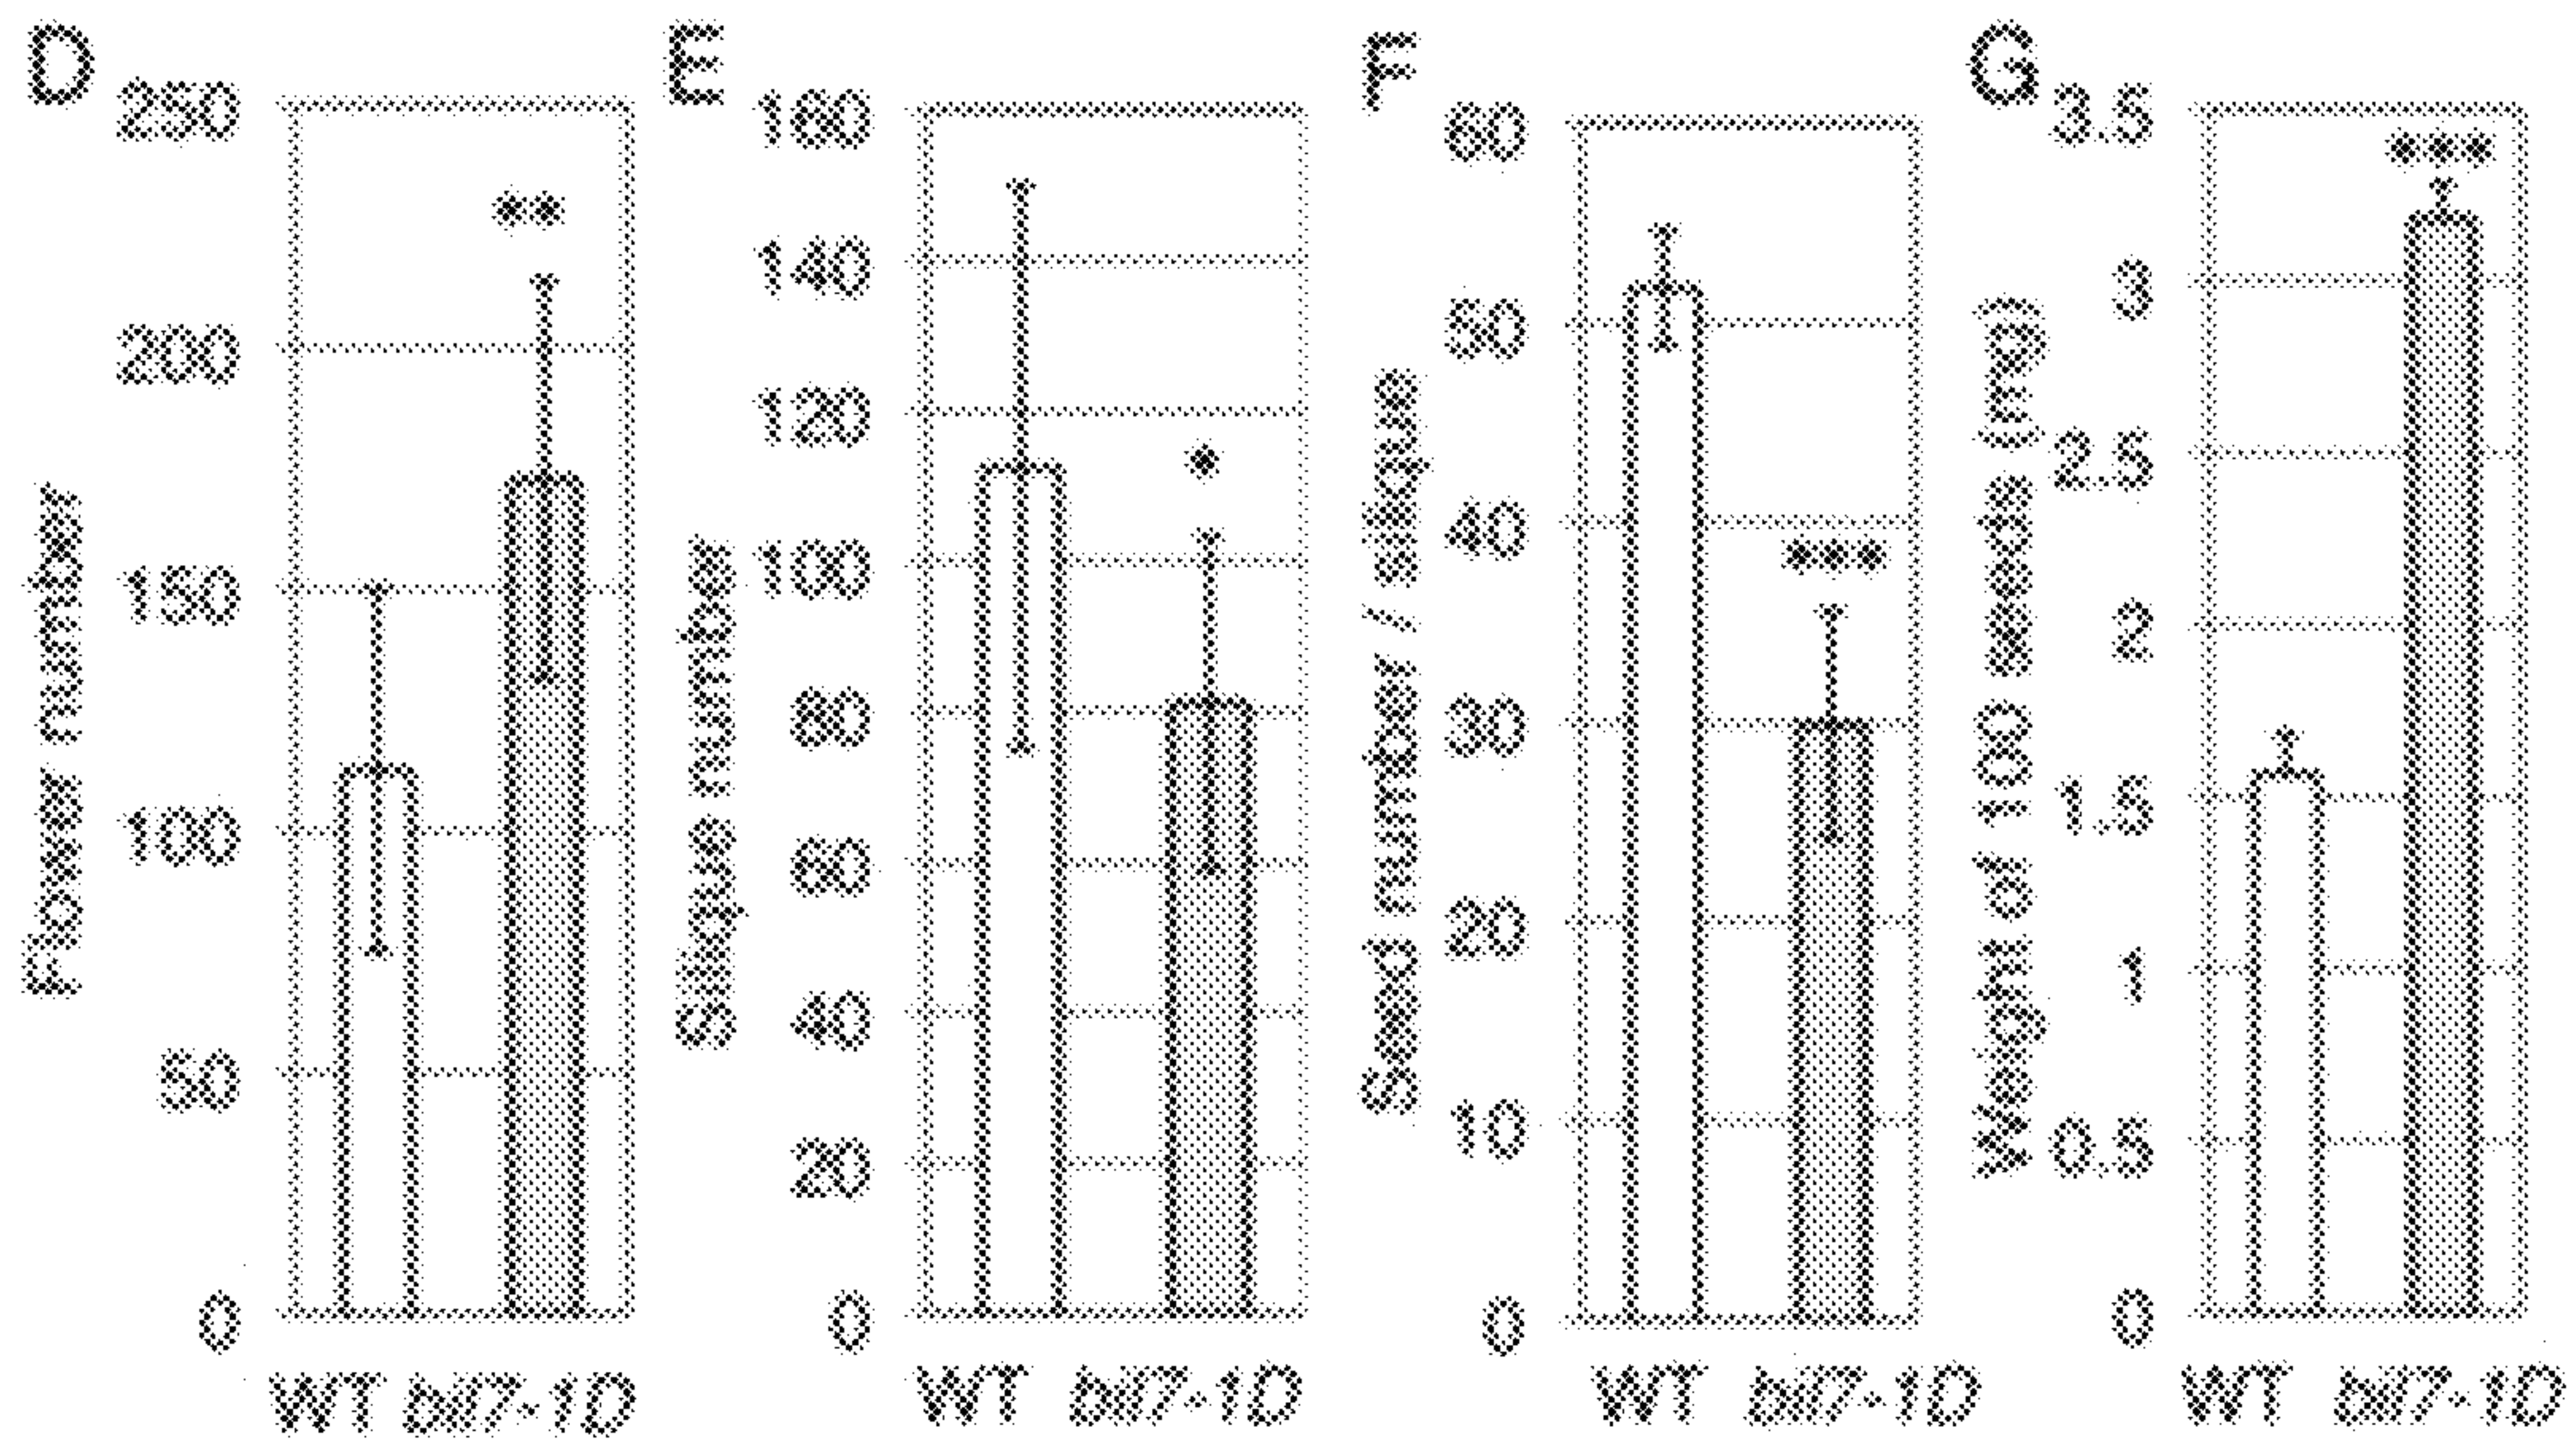 D
Flower number
250
200
150
100
50
0
**
WT bil7-1D
E
Silique number
160
140
120
100
80
60
40
20
0
*
WT bil7-1D
F
Seed number / silique
60
50
40
30
20
10
0
***
WT bil7-1D
G
Weight of 100 seeds (mg)
3.5
3
2.5
2
1.5
1
0.5
0
***
WT bil7-1D